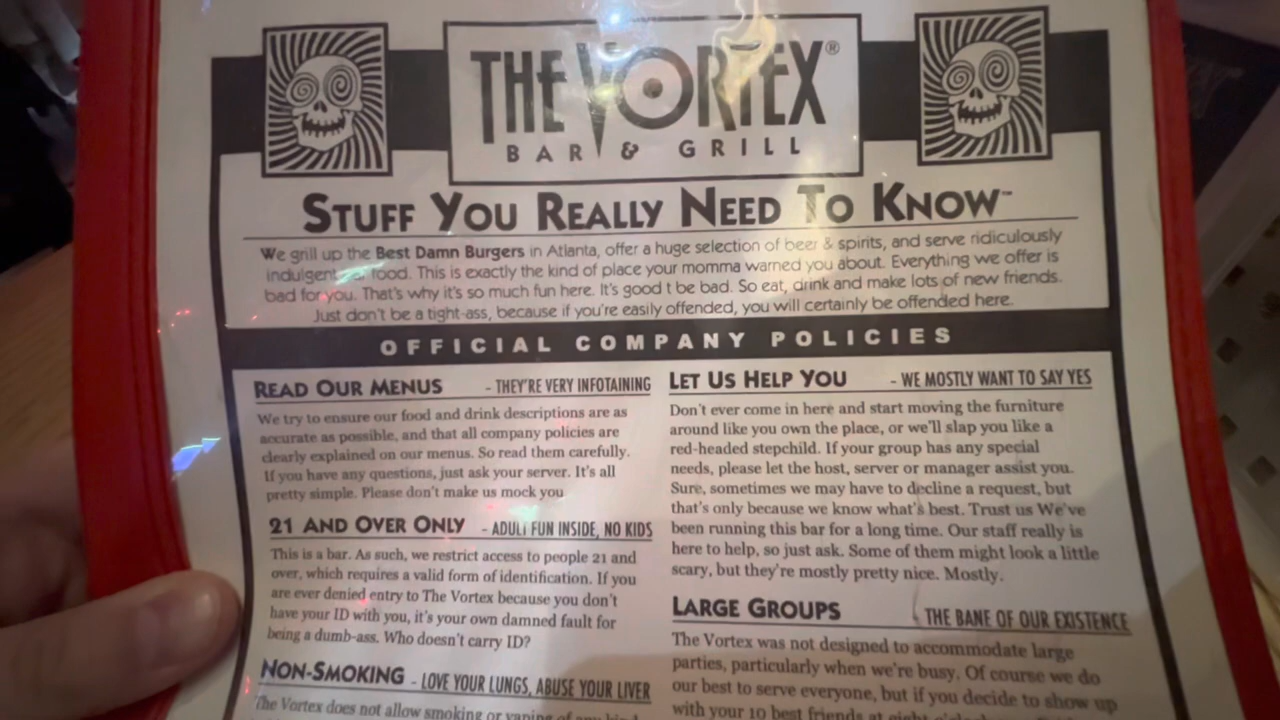 THE VORTEX®
BAR & GRILL
STUFF YOU REALLY NEED TO KNOW™
We grill up the Best Damn Burgers in Atlanta, offer a huge selection of beer & spirits, and serve ridiculously
indulgent food. This is exactly the kind of place your momma warned you about. Everything we offer is
bad for you. That's why it's so much fun here. It's good t be bad. So eat, drink and make lots of new friends.
Just don't be a tight-ass, because if you're easily offended, you will certainly be offended here.
OFFICIAL COMPANY POLICIES
READ OUR MENUS - THEY'RE VERY INFOTAINING
We try to ensure our food and drink descriptions are as
accurate as possible, and that all company policies are
clearly explained on our menus. So read them carefully.
If you have any questions, just ask your server. It's all
pretty simple. Please don't make us mock you
21 AND OVER ONLY - ADULT FUN INSIDE, NO KIDS
This is a bar. As such, we restrict access to people 21 and
over, which requires a valid form of identification. If you
are ever denied entry to The Vortex because you don't
have your ID with you, it's your own damned fault for
being a dumb-ass. Who doesn't carry ID?
NON-SMOKING - LOVE YOUR LUNGS, ABUSE YOUR LIVER
The Vortex does not allow smoking or vaping of any kind
LET US HELP YOU - WE MOSTLY WANT TO SAY YES
Don't ever come in here and start moving the furniture
around like you own the place, or we'll slap you like a
red-headed stepchild. If your group has any special
needs, please let the host, server or manager assist you.
Sure, sometimes we may have to decline a request, but
that's only because we know what's best. Trust us We've
been running this bar for a long time. Our staff really is
here to help, so just ask. Some of them might look a little
scary, but they're mostly pretty nice. Mostly.
LARGE GROUPS - THE BANE OF OUR EXISTENCE
The Vortex was not designed to accommodate large
parties, particularly when we're busy. Of course we do
our best to serve everyone, but if you decide to show up
with your 10 best friends at eight